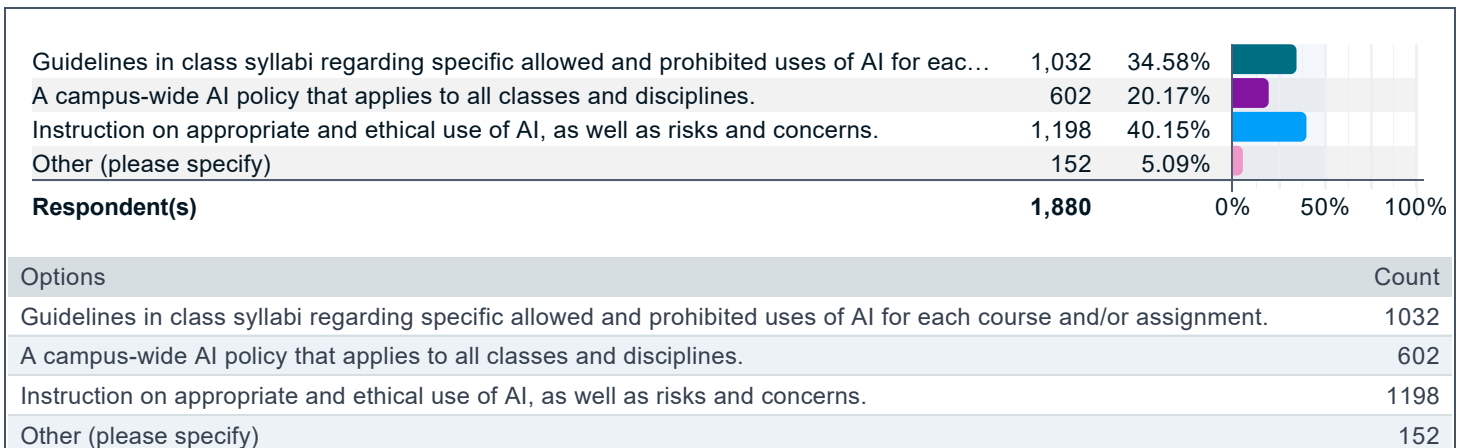 Guidelines in class syllabi regarding specific allowed and prohibited uses of AI for eac… 1,032 34.58%
A campus-wide AI policy that applies to all classes and disciplines. 602 20.17%
Instruction on appropriate and ethical use of AI, as well as risks and concerns. 1,198 40.15%
Other (please specify) 152 5.09%
Respondent(s) 1,880 0% 50% 100%
Options Count
Guidelines in class syllabi regarding specific allowed and prohibited uses of AI for each course and/or assignment. 1032
A campus-wide AI policy that applies to all classes and disciplines. 602
Instruction on appropriate and ethical use of AI, as well as risks and concerns. 1198
Other (please specify) 152